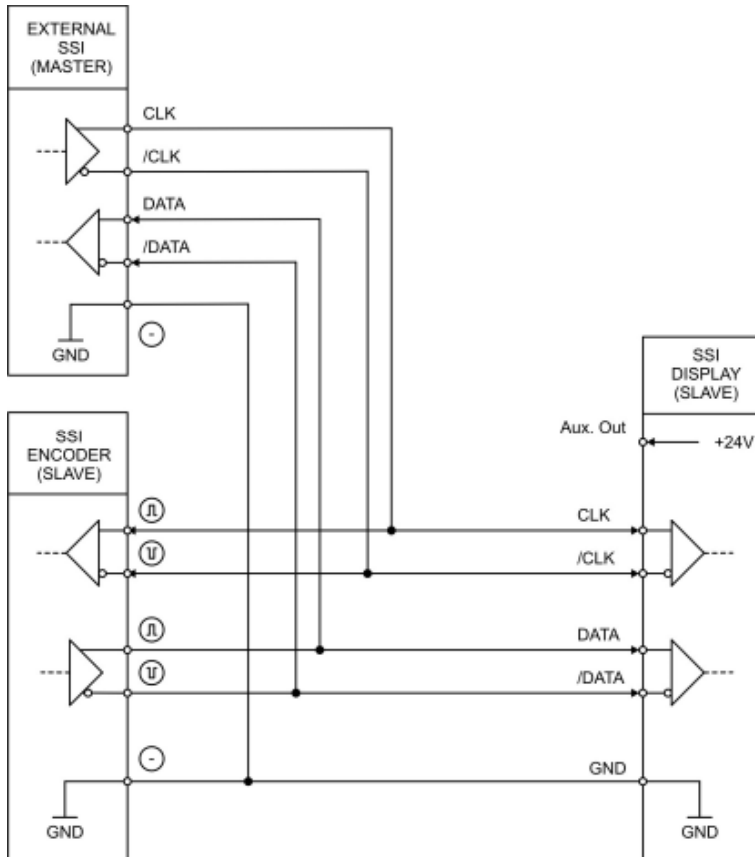 EXTERNAL
SSI
(MASTER)
CLK
/CLK
DATA
/DATA
-
GND
SSI
DISPLAY
(SLAVE)
Aux. Out
+24V
SSI
ENCODER
(SLAVE)
CLK
/CLK
DATA
/DATA
-
GND
GND
GND